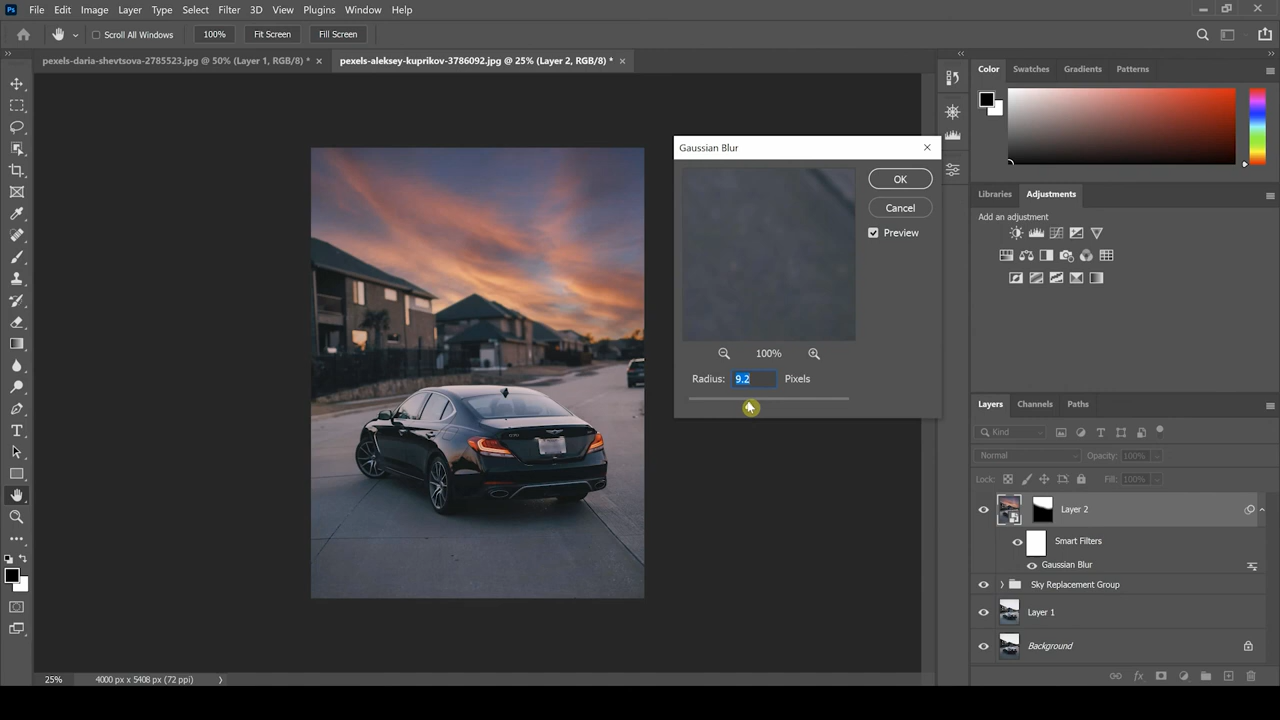 Ps File Edit Image Layer Type Select Filter 3D View Plugins Window Help
Scroll All Windows 100% Fit Screen Fill Screen
pexels-daria-shevtsova-2785523.jpg @ 50% (Layer 1, RGB/8) *
pexels-aleksey-kuprikov-3786092.jpg @ 25% (Layer 2, RGB/8) *
Color Swatches Gradients Patterns
Gaussian Blur
OK
Cancel
Preview
100%
Radius: 9.2 Pixels
Libraries Adjustments
Add an adjustment
Layers Channels Paths
Kind
Normal Opacity: 100%
Lock: Fill: 100%
Layer 2
Smart Filters
Gaussian Blur
Sky Replacement Group
Layer 1
Background
25% 4000 px x 5408 px (72 ppi)